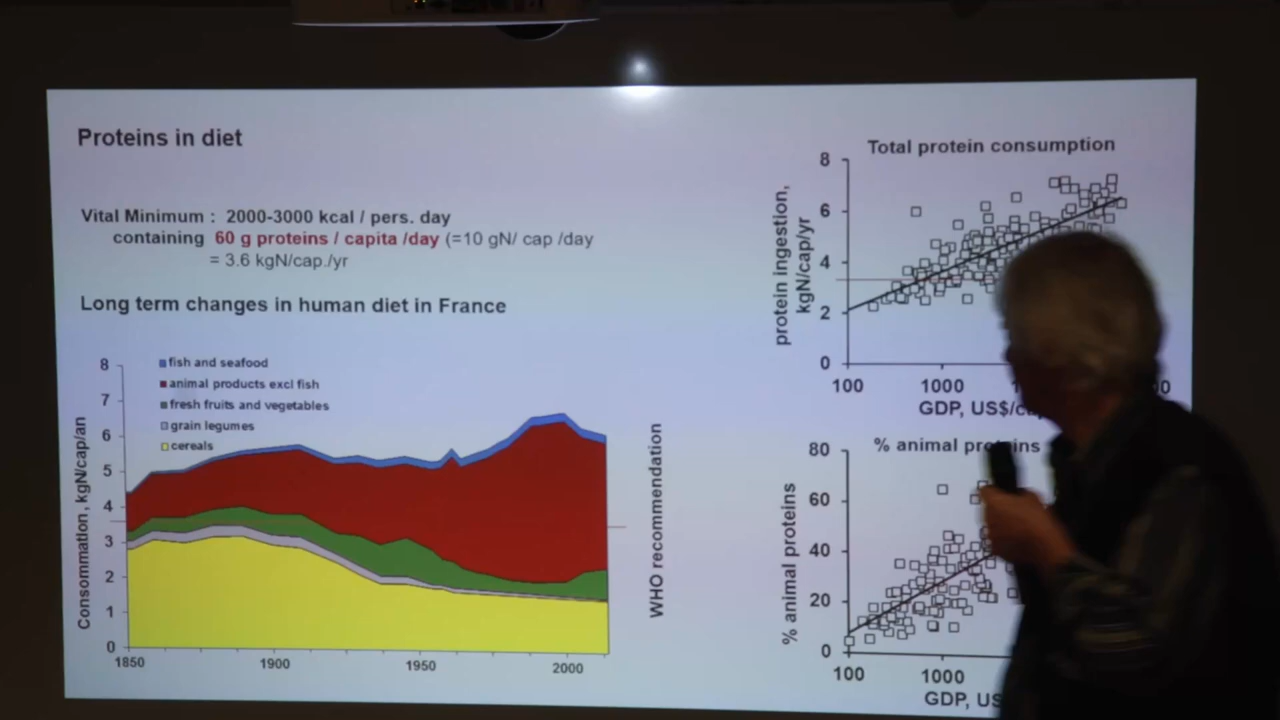 Proteins in diet
Vital Minimum : 2000-3000 kcal / pers. day
containing 60 g proteins / capita /day (=10 gN/ cap /day
= 3.6 kgN/cap./yr
Long term changes in human diet in France
8
7
6
5
4
3
2
1
0
Consommation, kgN/cap/an
fish and seafood
animal products excl fish
fresh fruits and vegetables
grain legumes
cereals
1850
1900
1950
2000
WHO recommendation
Total protein consumption
protein ingestion,
kgN/cap/yr
8
6
4
2
0
100
1000
GDP, US$/ca
% animal proteins
% animal proteins
80
60
40
20
0
100
1000
GDP, US